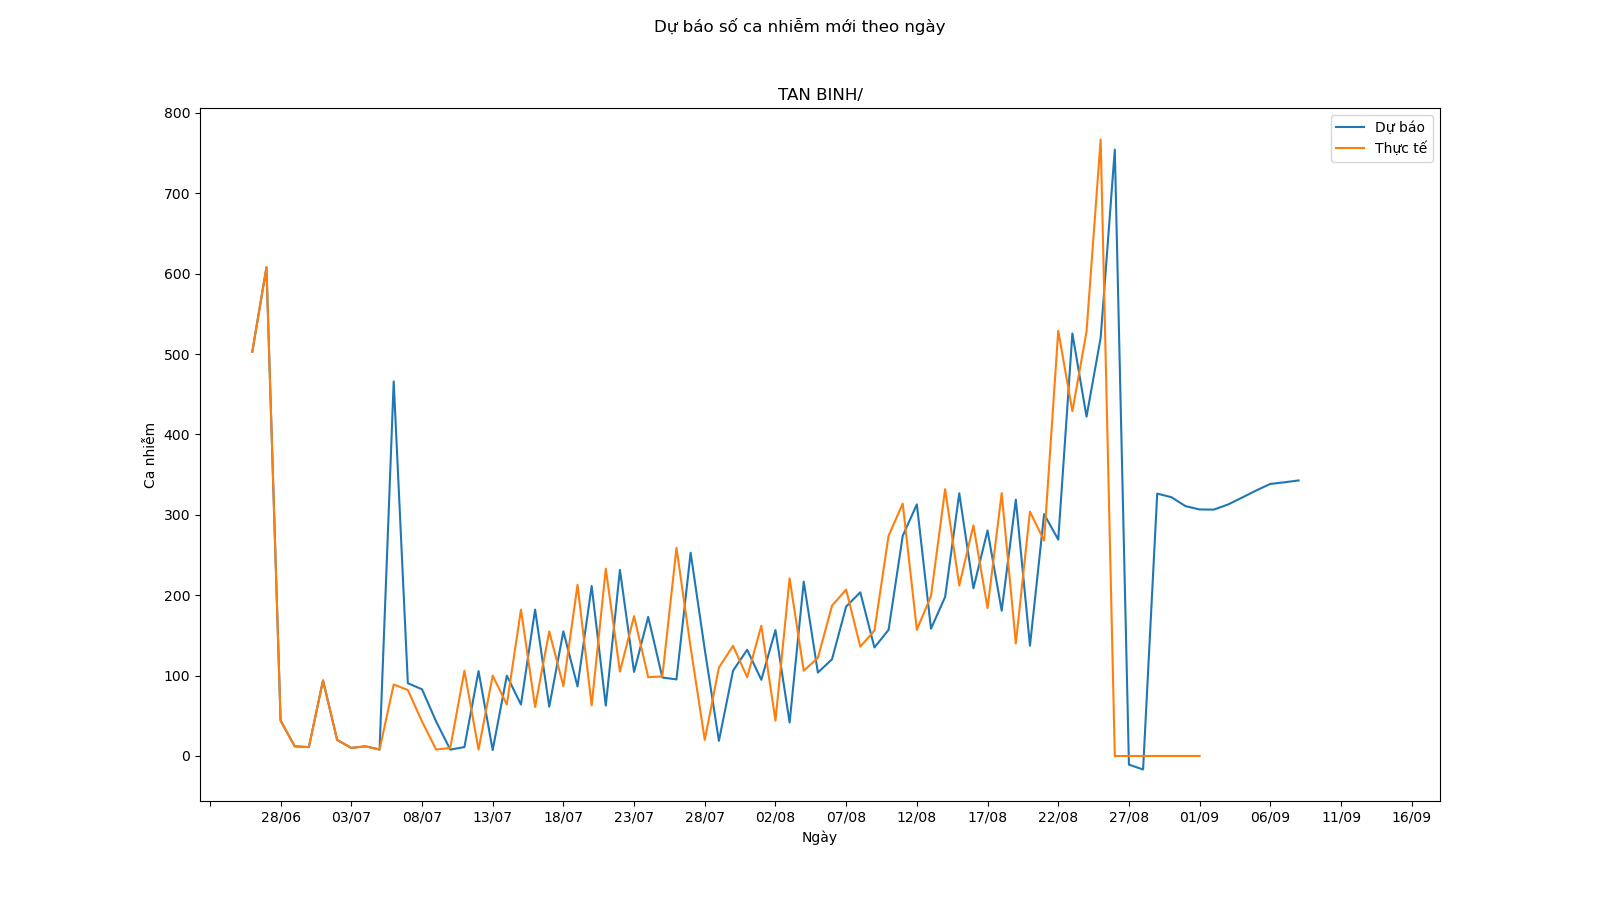 Dự báo số ca nhiễm mới theo ngày
TAN BINH/
Dự báo
Thực tế
Ca nhiễm
800
700
600
500
400
300
200
100
0
28/06 03/07 08/07 13/07 18/07 23/07 28/07 02/08 07/08 12/08 17/08 22/08 27/08 01/09 06/09 11/09 16/09
Ngày